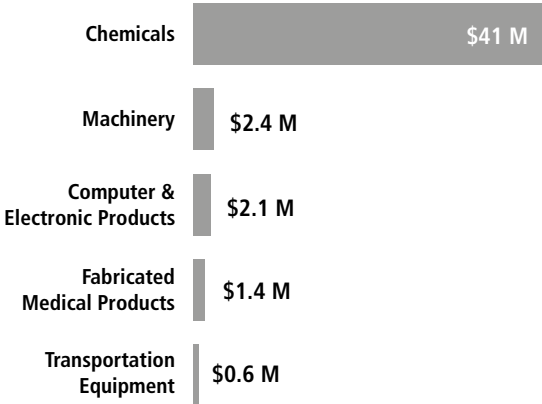 Chemicals
$41 M
Machinery
$2.4 M
Computer &
Electronic Products
$2.1 M
Fabricated
Medical Products
$1.4 M
Transportation
Equipment
$0.6 M